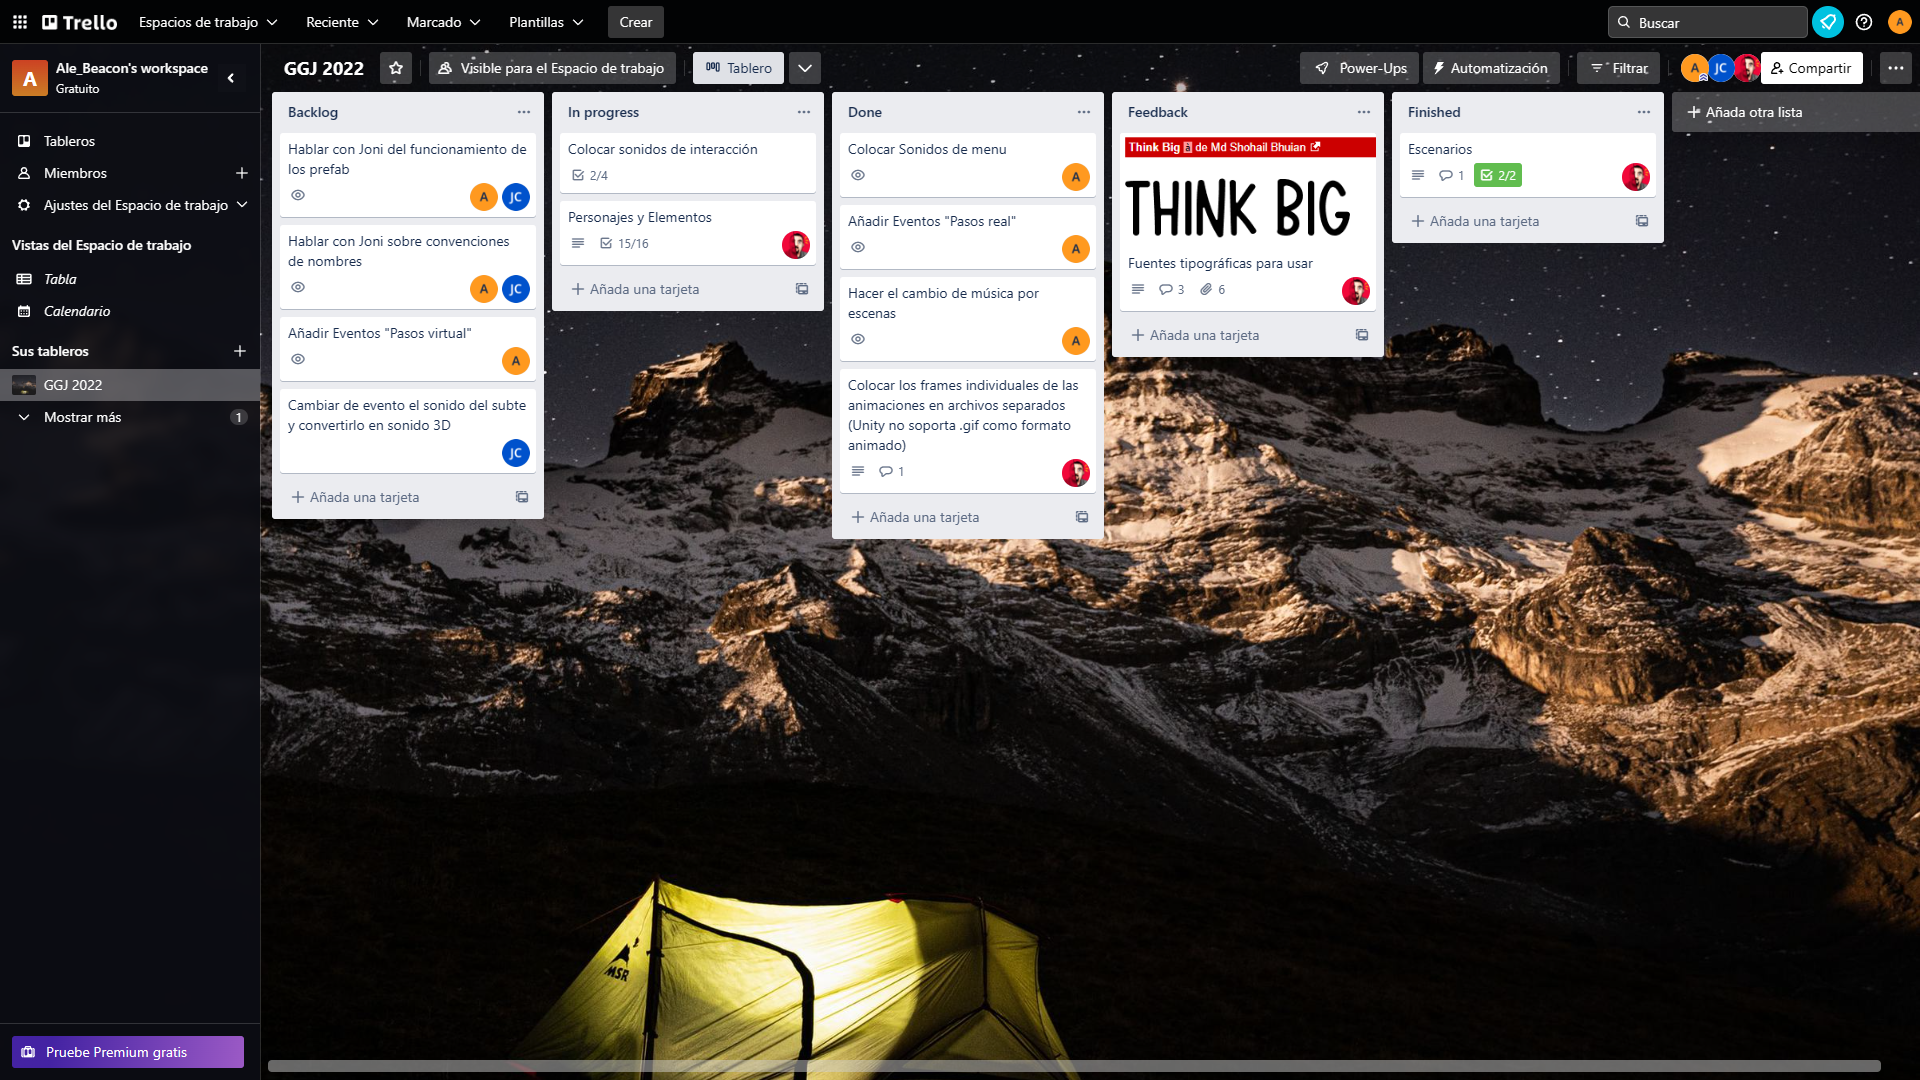 Trello
Espacios de trabajo
Reciente
Marcado
Plantillas
Crear
Buscar
A
A
Ale_Beacon's workspace
Gratuito
Tableros
Miembros
Ajustes del Espacio de trabajo
Vistas del Espacio de trabajo
Tabla
Calendario
Sus tableros
GGJ 2022
Mostrar más
1
Pruebe Premium gratis
GGJ 2022
Visible para el Espacio de trabajo
Tablero
Power-Ups
Automatización
Filtrar
A
JC
Compartir
Backlog
Hablar con Joni del funcionamiento de
los prefab
A
JC
Hablar con Joni sobre convenciones
de nombres
A
JC
Añadir Eventos "Pasos virtual"
A
Cambiar de evento el sonido del subte
y convertirlo en sonido 3D
JC
Añada una tarjeta
In progress
Colocar sonidos de interacción
2/4
Personajes y Elementos
15/16
Añada una tarjeta
Done
Colocar Sonidos de menu
A
Añadir Eventos "Pasos real"
A
Hacer el cambio de música por
escenas
A
Colocar los frames individuales de las
animaciones en archivos separados
(Unity no soporta .gif como formato
animado)
1
Añada una tarjeta
Feedback
Think Big à de Md Shohail Bhuian
THINK BIG
Fuentes tipográficas para usar
3
6
Añada una tarjeta
Finished
Escenarios
1
2/2
Añada una tarjeta
Añada otra lista
MSR